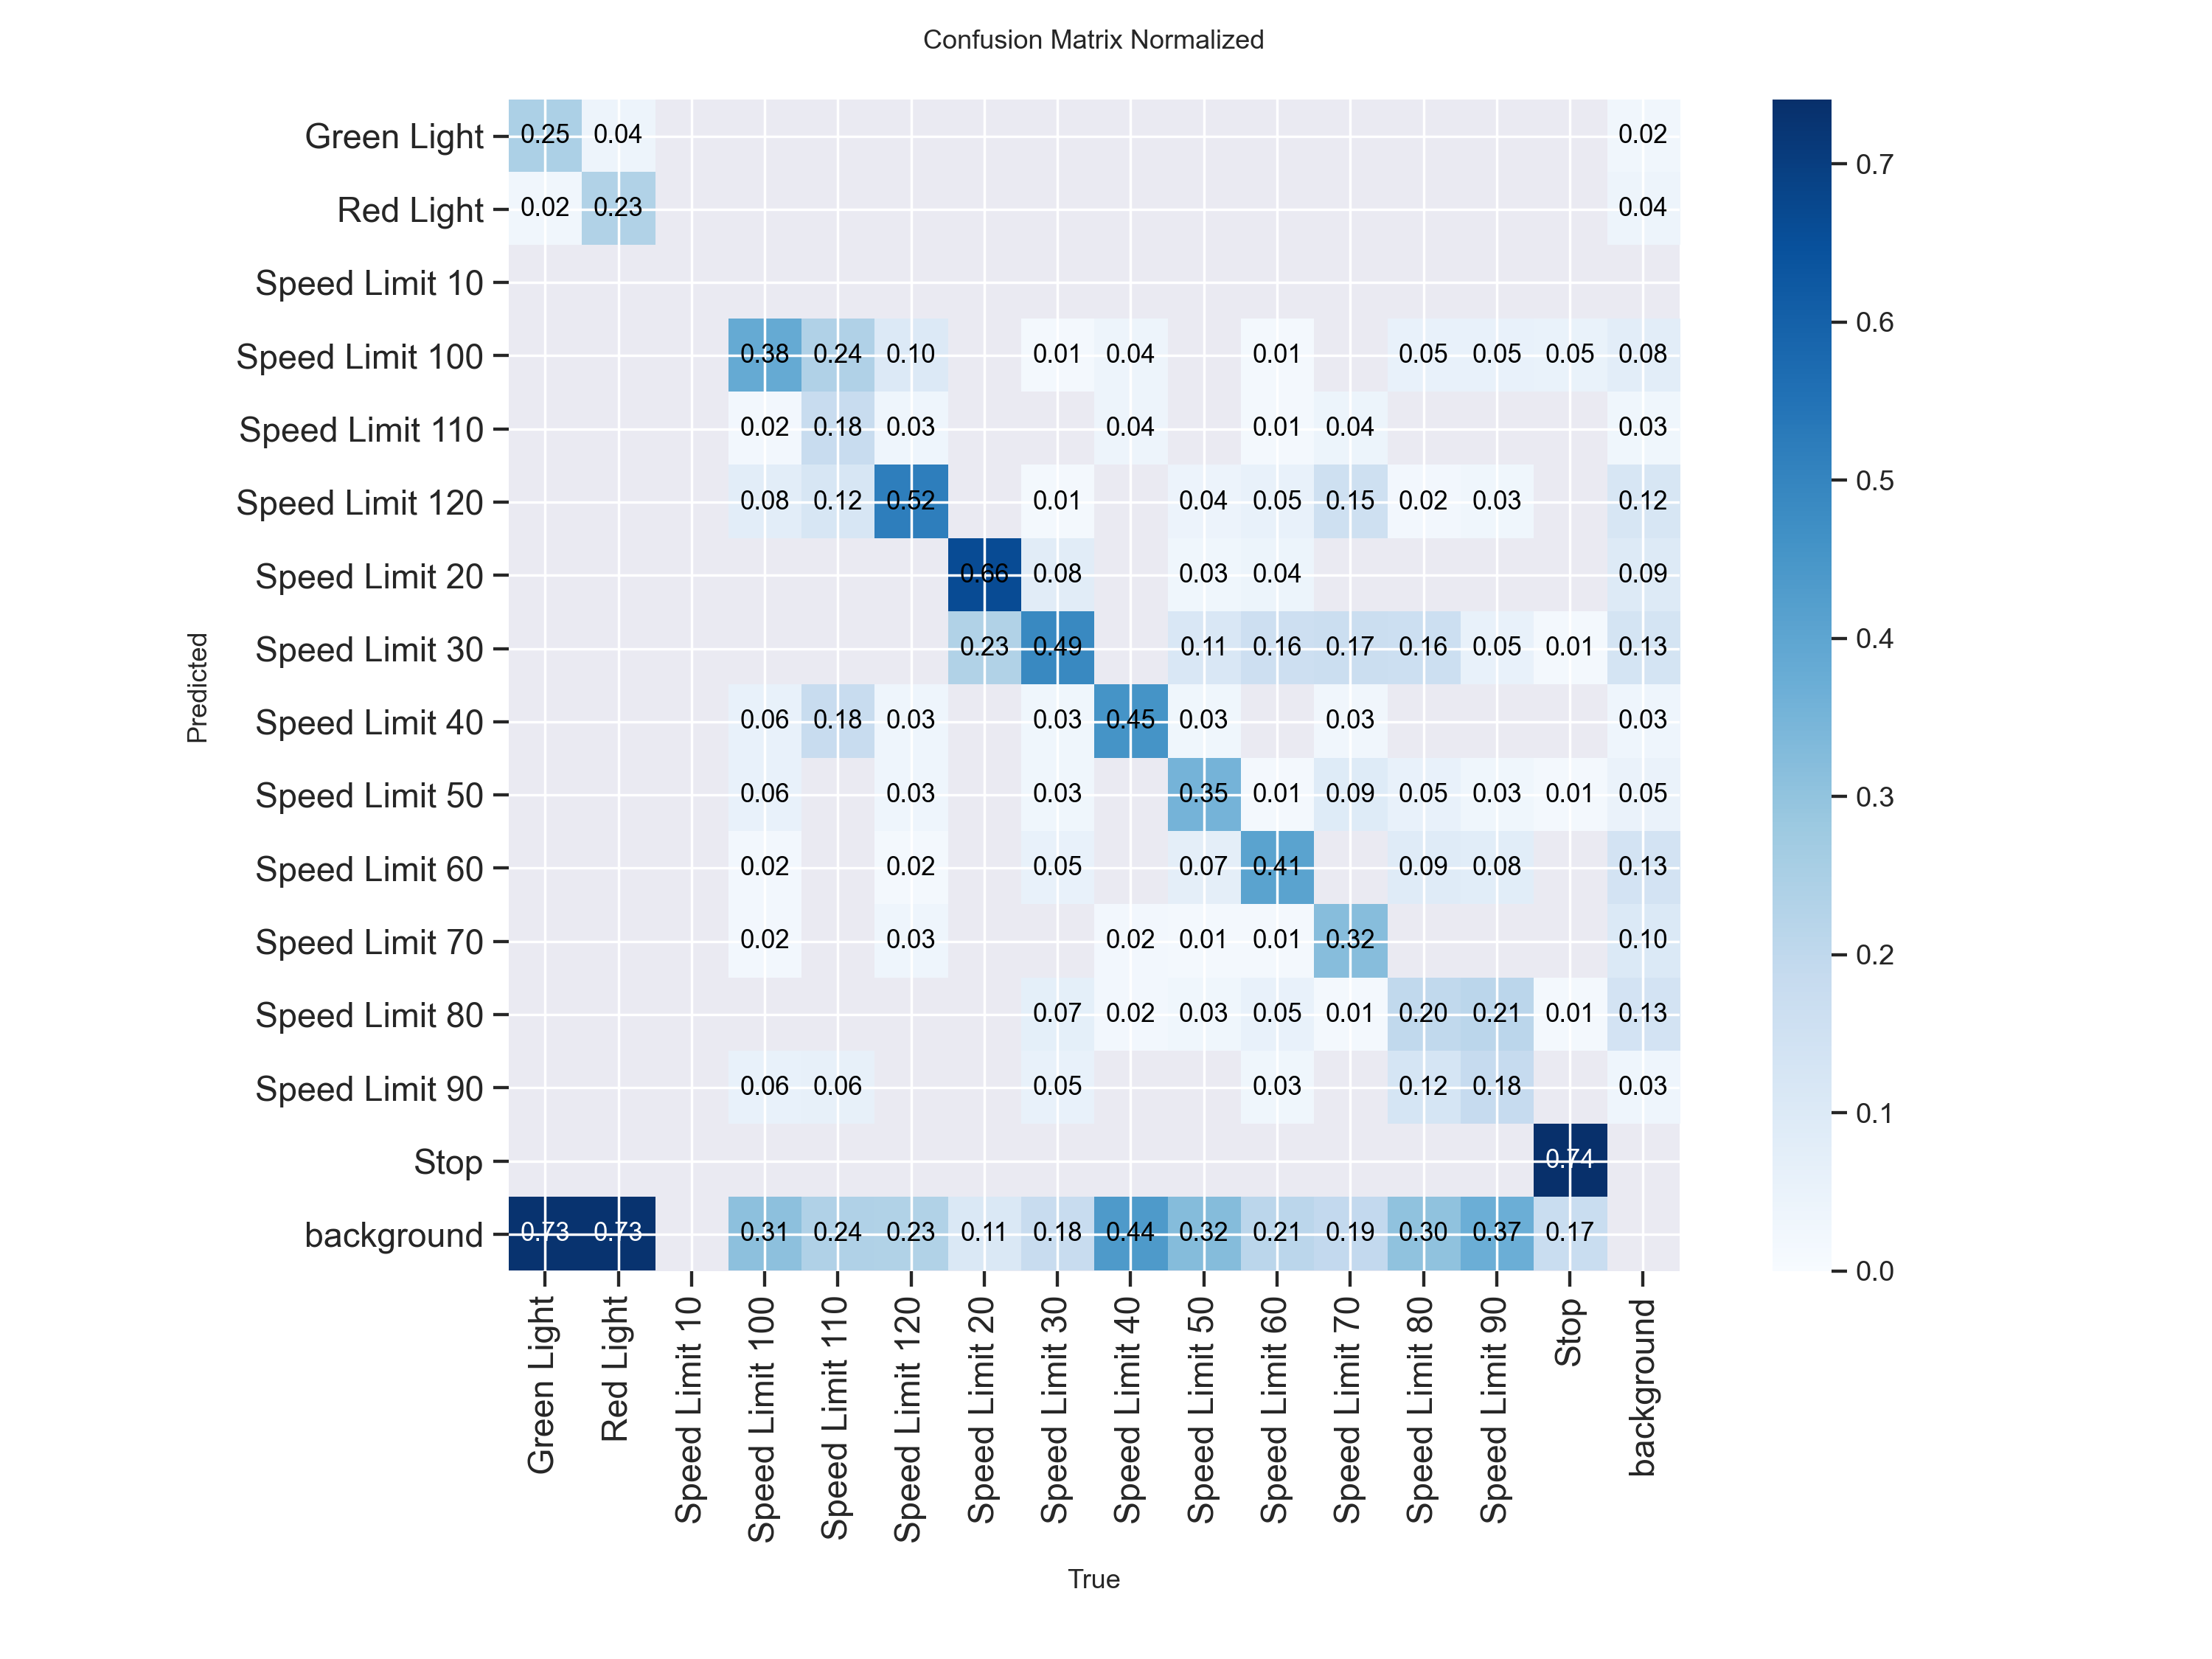 Confusion Matrix Normalized
Green Light 0.25 0.04 0.02
Red Light 0.02 0.23 0.04
Speed Limit 10
Speed Limit 100 0.38 0.24 0.10 0.01 0.04 0.01 0.05 0.05 0.05 0.08
Speed Limit 110 0.02 0.18 0.03 0.04 0.01 0.04 0.03
Speed Limit 120 0.08 0.12 0.52 0.01 0.04 0.05 0.15 0.02 0.03 0.12
Speed Limit 20 0.66 0.08 0.03 0.04 0.09
Speed Limit 30 0.23 0.49 0.11 0.16 0.17 0.16 0.05 0.01 0.13
Speed Limit 40 0.06 0.18 0.03 0.03 0.45 0.03 0.03 0.03
Speed Limit 50 0.06 0.03 0.03 0.35 0.01 0.09 0.05 0.03 0.01 0.05
Speed Limit 60 0.02 0.02 0.05 0.07 0.41 0.09 0.08 0.13
Speed Limit 70 0.02 0.03 0.02 0.01 0.01 0.32 0.10
Speed Limit 80 0.07 0.02 0.03 0.05 0.01 0.20 0.21 0.01 0.13
Speed Limit 90 0.06 0.06 0.05 0.03 0.12 0.18 0.03
Stop 0.74
background 0.73 0.73 0.31 0.24 0.23 0.11 0.18 0.44 0.32 0.21 0.19 0.30 0.37 0.17
Predicted
Green Light
Red Light
Speed Limit 10
Speed Limit 100
Speed Limit 110
Speed Limit 120
Speed Limit 20
Speed Limit 30
Speed Limit 40
Speed Limit 50
Speed Limit 60
Speed Limit 70
Speed Limit 80
Speed Limit 90
Stop
background
True
0.7
0.6
0.5
0.4
0.3
0.2
0.1
0.0